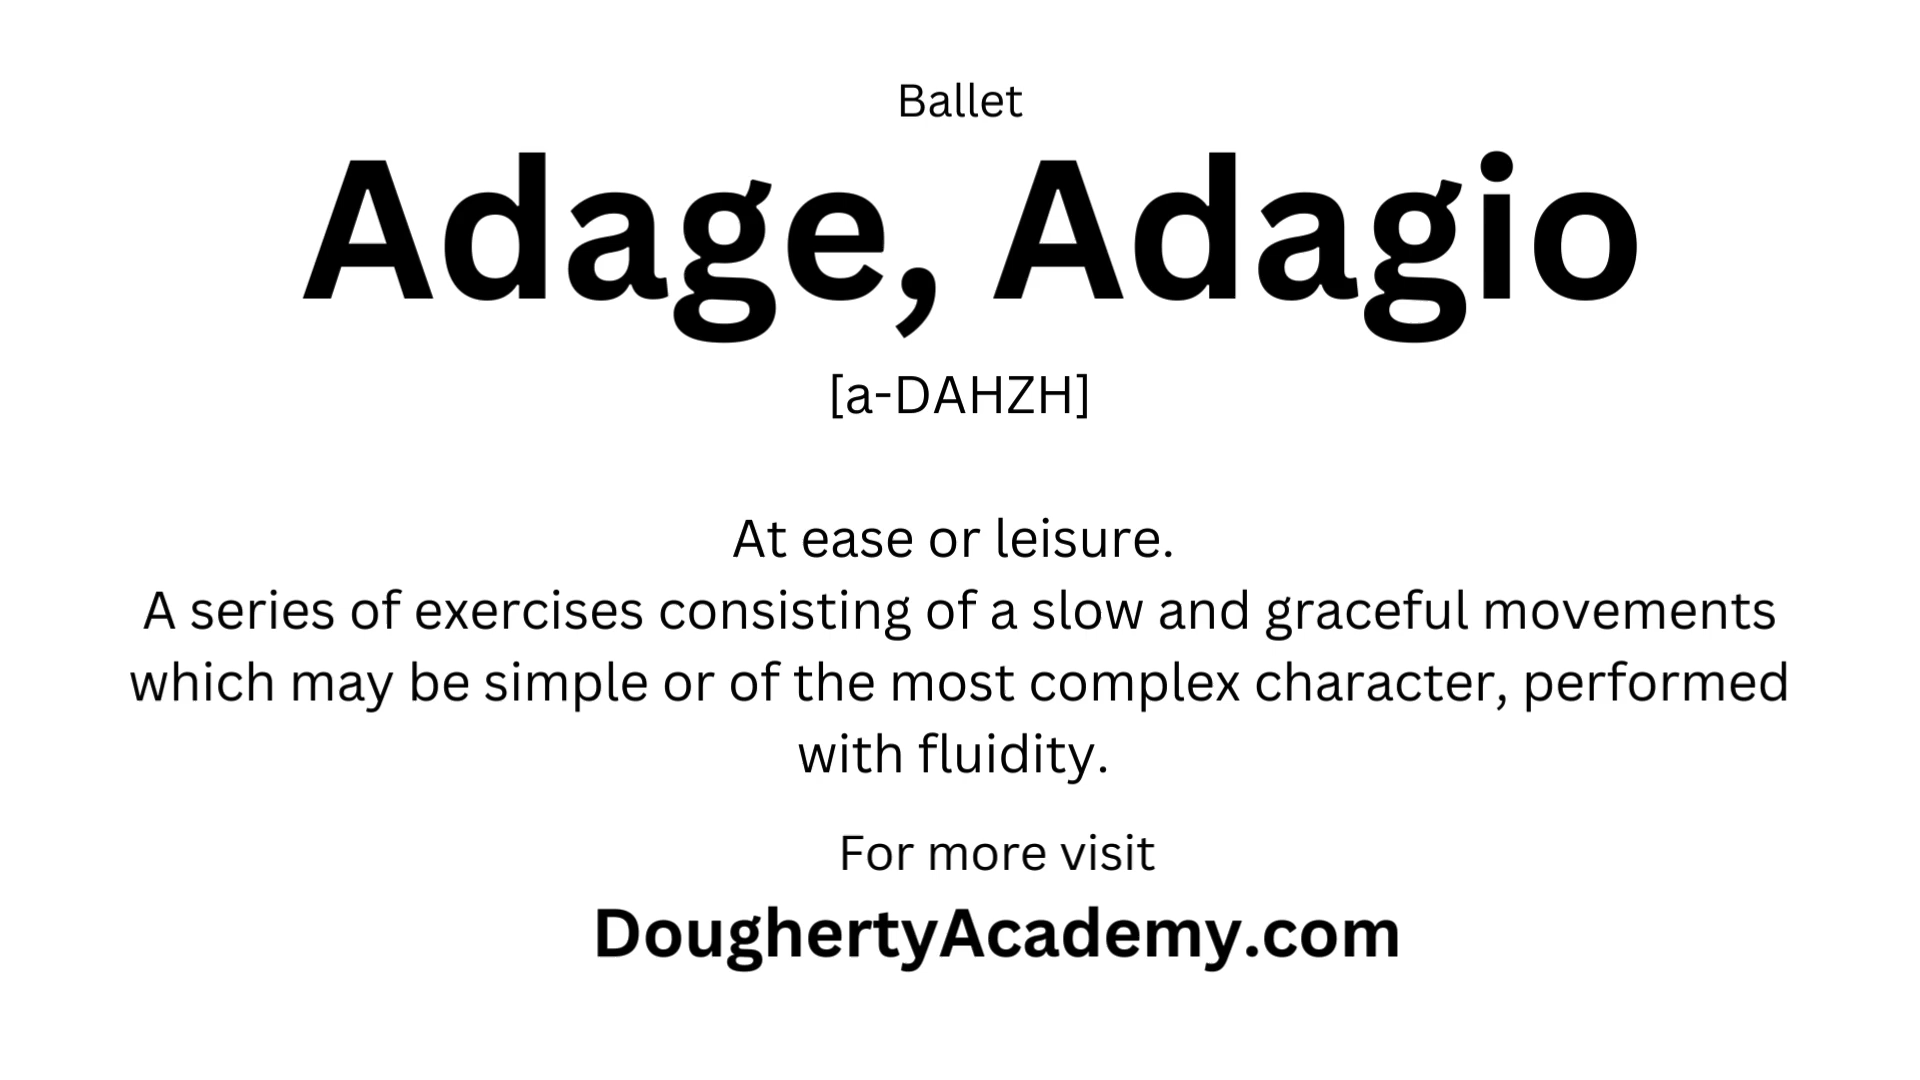 Ballet
Adage, Adagio
[a-DAHZH]
At ease or leisure.
A series of exercises consisting of a slow and graceful movements
which may be simple or of the most complex character, performed
with fluidity.
For more visit
DoughertyAcademy.com